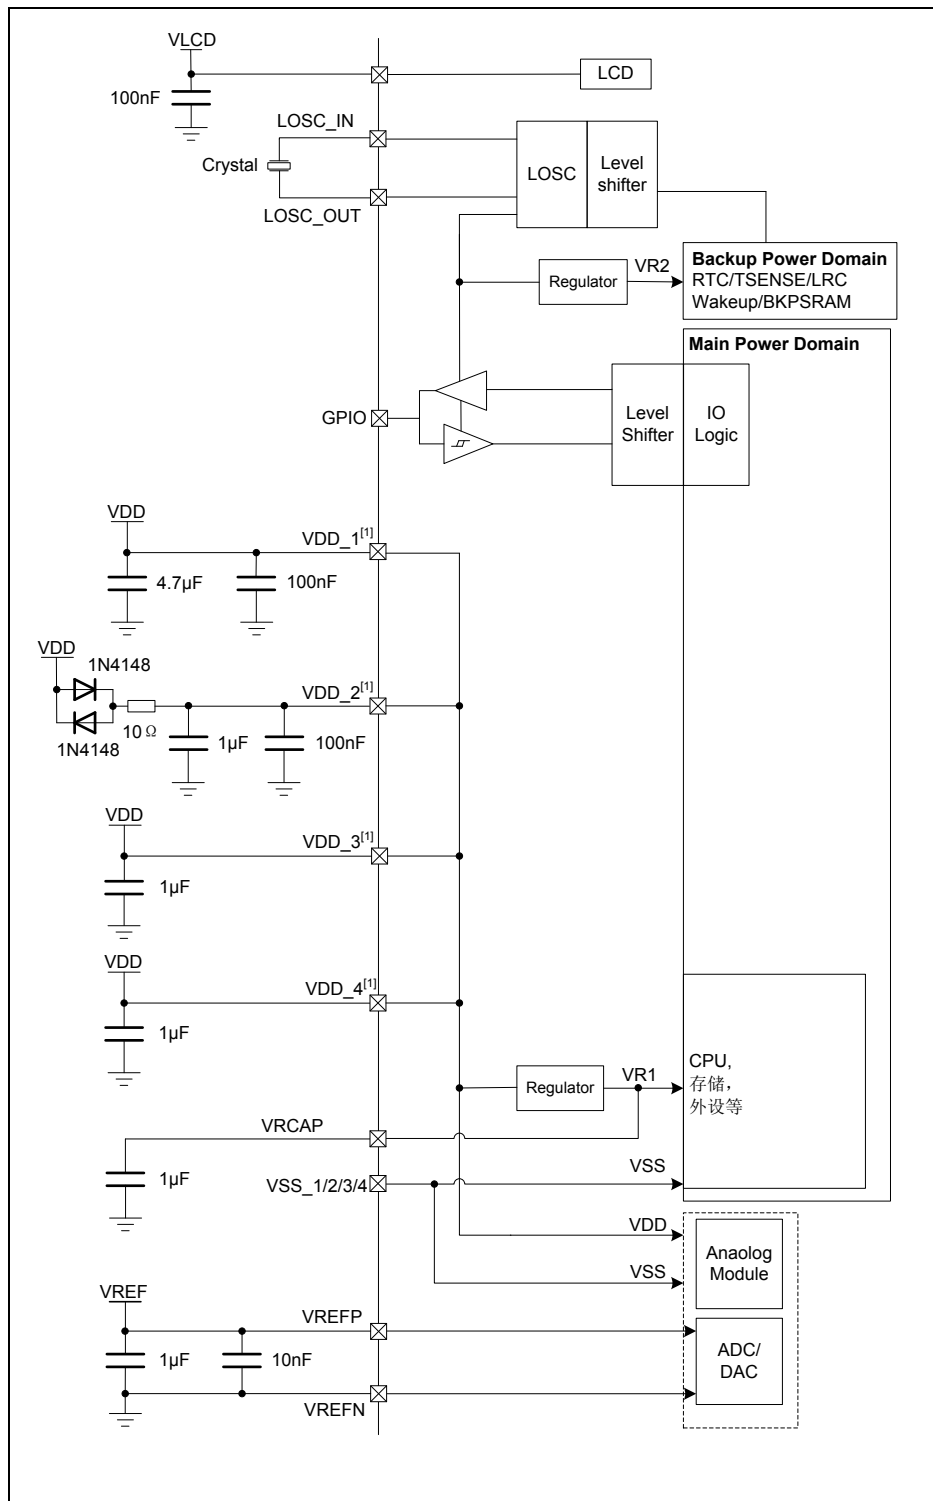 VLCD
100nF
LCD
LOSC_IN
Crystal
LOSC_OUT
LOSC
Level
shifter
Regulator
VR2
Backup Power Domain
RTC/TSENSE/LRC
Wakeup/BKPSRAM
Main Power Domain
GPIO
Level
Shifter
IO
Logic
VDD
VDD_1[1]
4.7µF
100nF
VDD
1N4148
VDD_2[1]
10Ω
1N4148
1µF
100nF
VDD
VDD_3[1]
1µF
VDD
VDD_4[1]
1µF
Regulator
VR1
CPU,
存储，
外设等
VRCAP
1µF
VSS_1/2/3/4
VSS
VDD
VSS
Anaolog
Module
VREF
VREFP
1µF
10nF
ADC/
DAC
VREFN